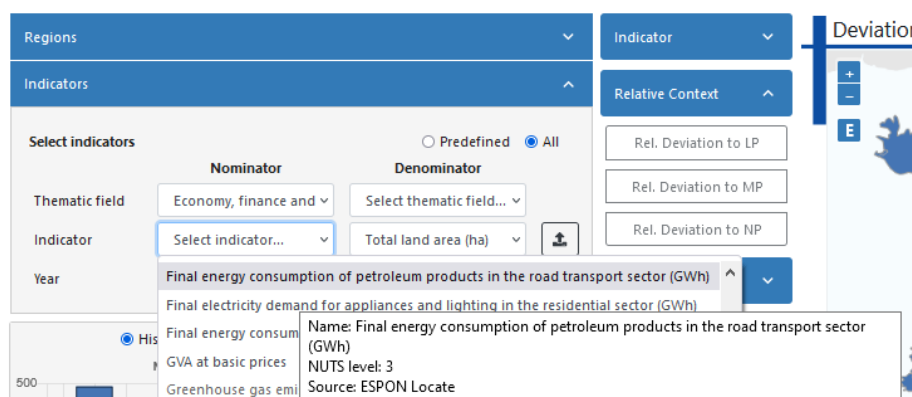 Regions
Indicators
Select indicators
Predefined
All
Nominator
Denominator
Thematic field
Economy, finance and
Select thematic field...
Indicator
Select indicator...
Total land area (ha)
Year
Final energy consumption of petroleum products in the road transport sector (GWh)
Final electricity demand for appliances and lighting in the residential sector (GWh)
Final energy consum
GVA at basic prices
Greenhouse gas emi
Name: Final energy consumption of petroleum products in the road transport sector
(GWh)
NUTS level: 3
Source: ESPON Locate
His
500
Indicator
Relative Context
Rel. Deviation to LP
Rel. Deviation to MP
Rel. Deviation to NP
Deviation
+
−
E